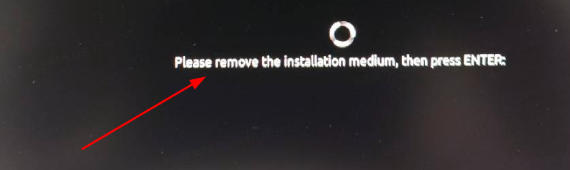 Please remove the installation medium, then press ENTER: